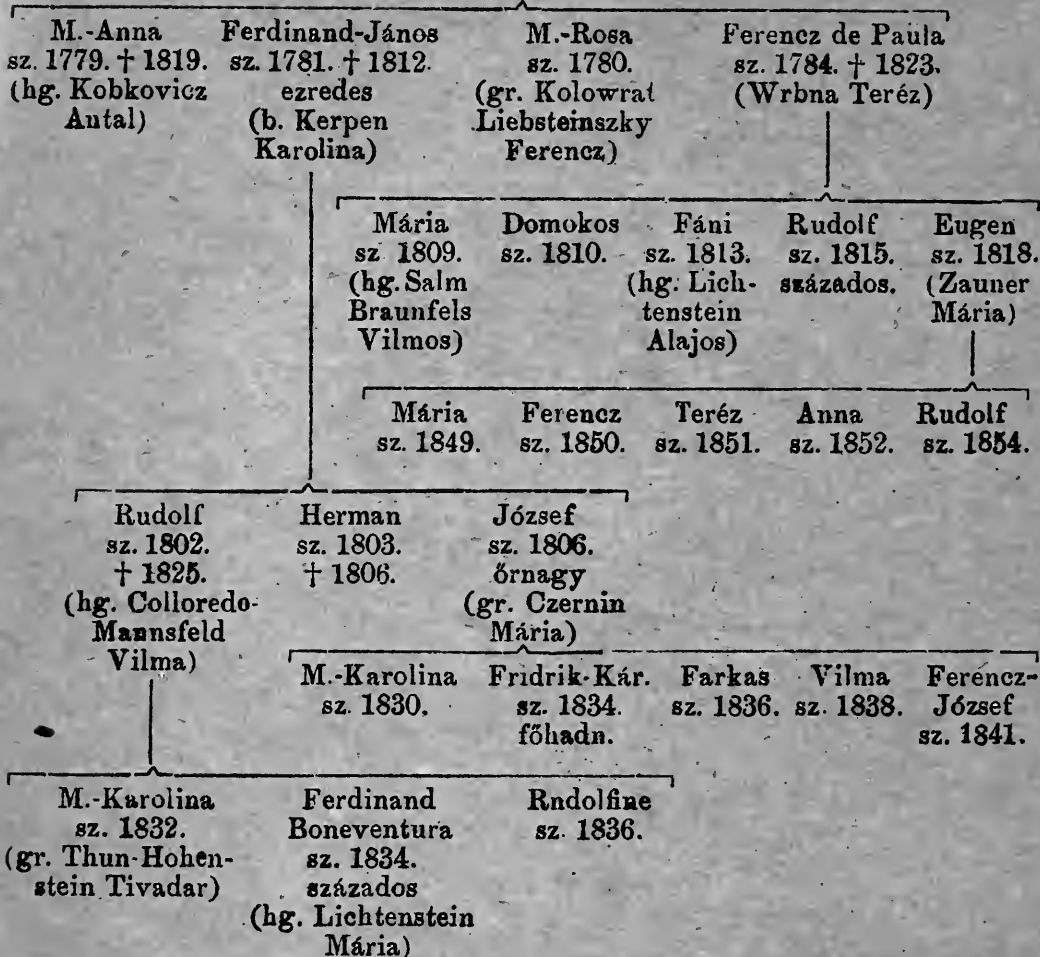 M.-Anna Ferdinand-János M.-Rosa Ferencz de Paula
sz. 1779. † 1819. sz. 1781. † 1812. sz. 1780. sz. 1784. † 1823.
(hg. Kobkovicz ezredes (gr. Kolowrat (Wrbna Teréz)
Autal) (b. Kerpen Liebsteinszky
Karolina) Ferencz)
Mária Domokos Fáni Rudolf Eugen
sz 1809. sz. 1810. sz. 1813. sz. 1815. sz. 1818.
(hg. Salm (hg. Lich- százados. (Zauner
Braunfels tenstein Mária)
Vilmos) Alajos)
Mária Ferencz Teréz Anna Rudolf
sz. 1849. sz. 1850. sz. 1851. sz. 1852. sz. 1854.
Rudolf Herman József
sz. 1802. sz. 1803. sz. 1806.
† 1825. † 1806. őrnagy
(hg. Colloredo- (gr. Czernin
Mannsfeld Mária)
Vilma)
M.-Karolina Fridrik-Kár. Farkas Vilma Ferencz-
sz. 1830. sz. 1834. sz. 1836. sz. 1838. József
főhadn. sz. 1841.
M.-Karolina Ferdinand Rndolfine
sz. 1832. Boneventura sz. 1836.
(gr. Thun-Hohen- sz. 1834.
stein Tivadar) százados
(hg. Lichtenstein
Mária)